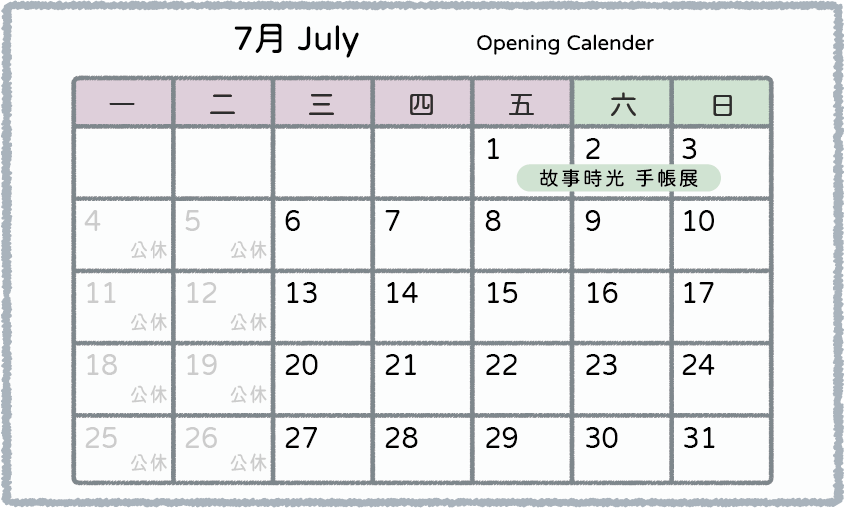 7月 July
Opening Calender
一 二 三 四 五 六 日
1 2 3
故事時光 手帳展
4 5 6 7 8 9 10
公休 公休
11 12 13 14 15 16 17
公休 公休
18 19 20 21 22 23 24
公休 公休
25 26 27 28 29 30 31
公休 公休